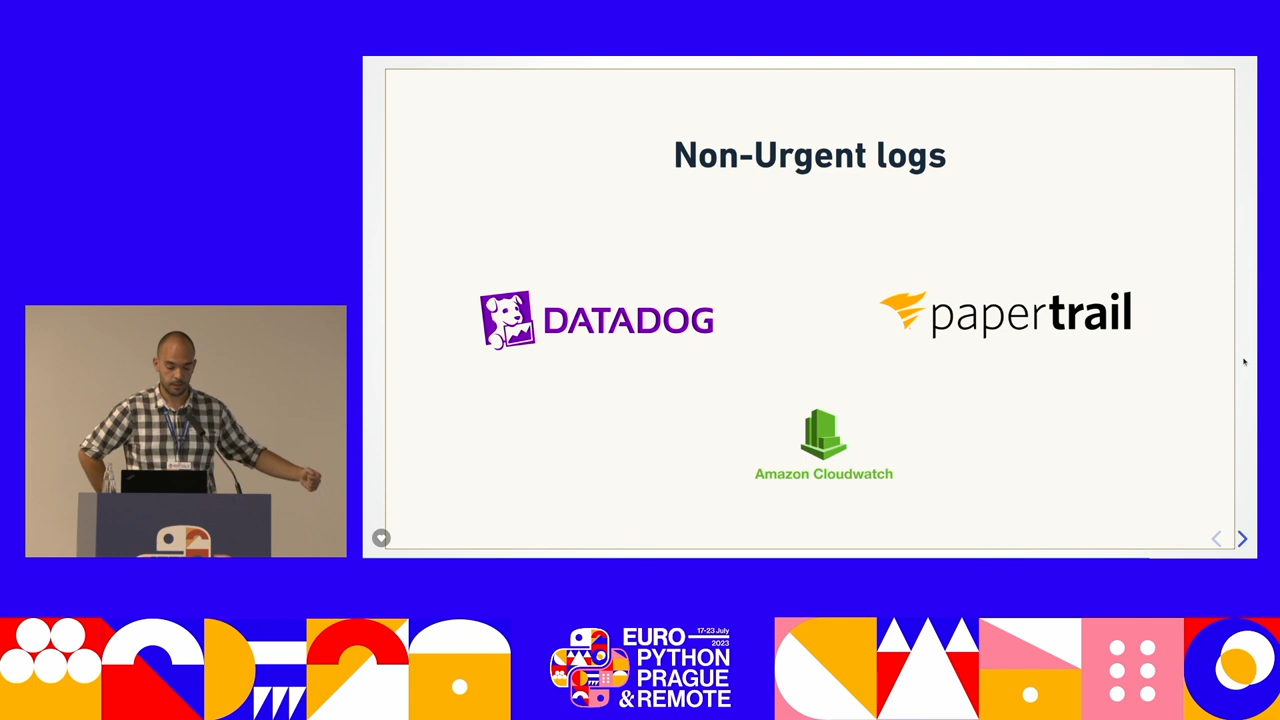 Non-Urgent logs
DATADOG
papertrail
Amazon Cloudwatch
17-23 July
2023
EURO
PYTHON
PRAGUE
&REMOTE